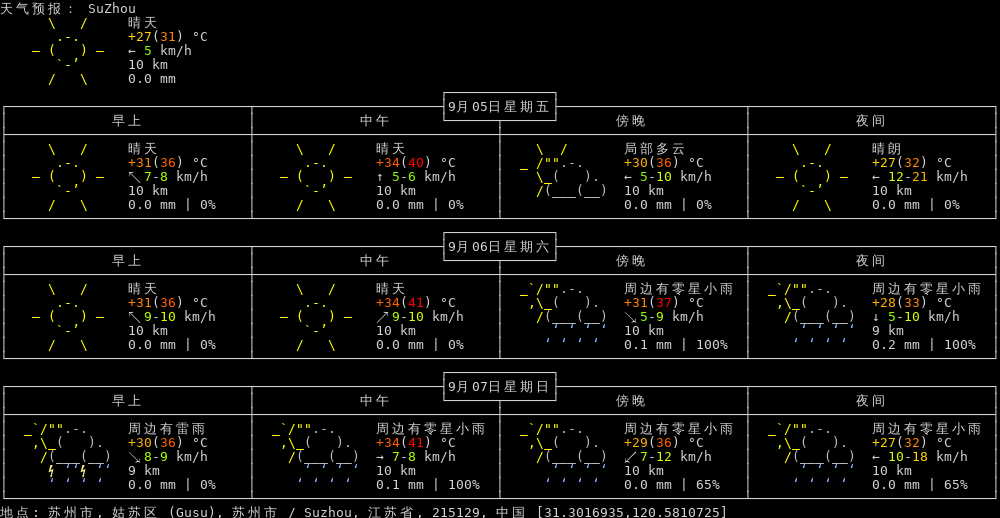 天气预报： SuZhou
晴天
+27(31) °C
← 5 km/h
10 km
0.0 mm
9月05日星期五
早上 中午 傍晚 夜间
晴天 晴天 局部多云 晴朗
+31(36) °C +34(40) °C +30(36) °C +27(32) °C
↖ 7-8 km/h ↑ 5-6 km/h ← 5-10 km/h ← 12-21 km/h
10 km 10 km 10 km 10 km
0.0 mm | 0% 0.0 mm | 0% 0.0 mm | 0% 0.0 mm | 0%
9月06日星期六
早上 中午 傍晚 夜间
晴天 晴天 周边有零星小雨 周边有零星小雨
+31(36) °C +34(41) °C +31(37) °C +28(33) °C
↖ 9-10 km/h ↗ 9-10 km/h ↘ 5-9 km/h ↓ 5-10 km/h
10 km 10 km 10 km 9 km
0.0 mm | 0% 0.0 mm | 0% 0.1 mm | 100% 0.2 mm | 100%
9月07日星期日
早上 中午 傍晚 夜间
周边有雷雨 周边有零星小雨 周边有零星小雨 周边有零星小雨
+30(36) °C +34(41) °C +29(36) °C +27(32) °C
↘ 8-9 km/h → 7-8 km/h ↙ 7-12 km/h ← 10-18 km/h
9 km 10 km 10 km 10 km
0.0 mm | 0% 0.1 mm | 100% 0.0 mm | 65% 0.0 mm | 65%
地点: 苏州市, 姑苏区 (Gusu), 苏州市 / Suzhou, 江苏省, 215129, 中国 [31.3016935,120.5810725]